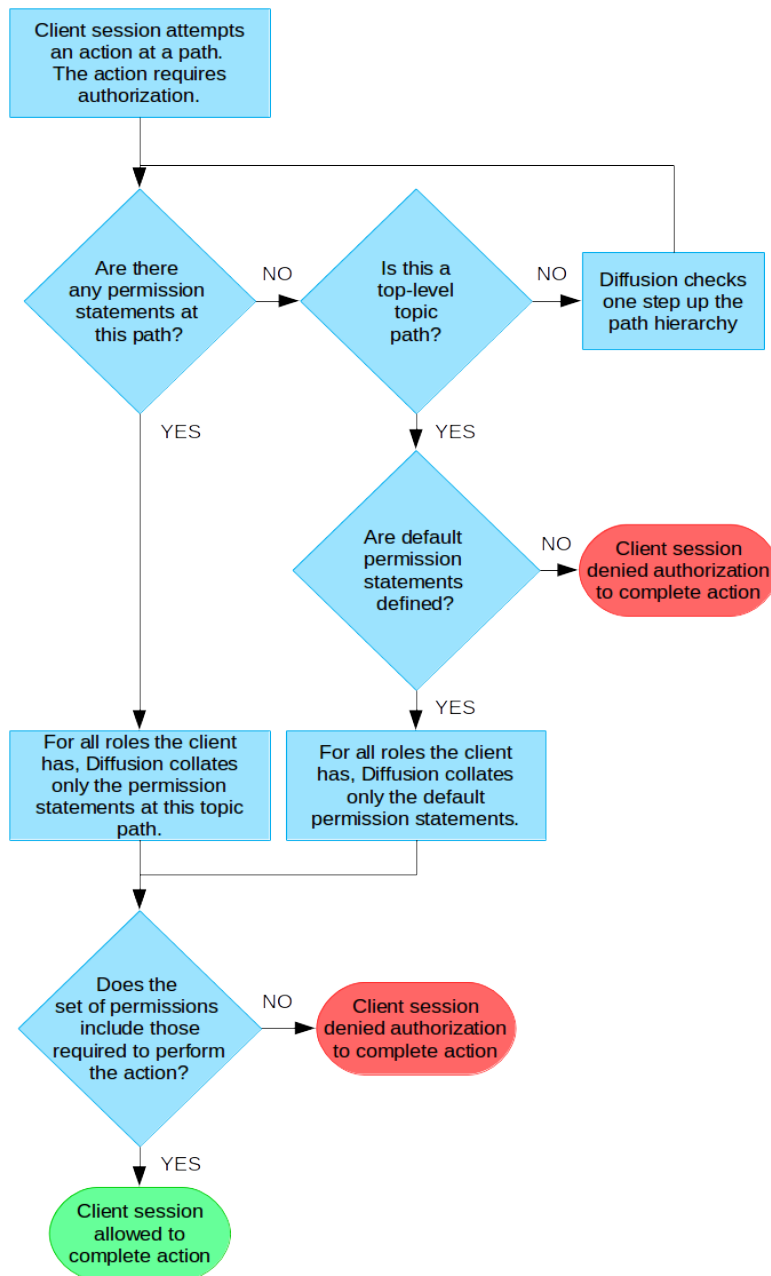 Client session attempts
an action at a path.
The action requires
authorization.
Are there
any permission
statements at
this path?
NO
Is this a
top-level
topic
path?
NO
Diffusion checks
one step up the
path hierarchy
YES
YES
Are default
permission
statements
defined?
NO
Client session
denied authorization
to complete action
YES
For all roles the client
has, Diffusion collates
only the permission
statements at this topic
path.
For all roles the client
has, Diffusion collates
only the default
permission statements.
Does the
set of permissions
include those
required to perform
the action?
NO
Client session
denied authorization
to complete action
YES
Client session
allowed to
complete action